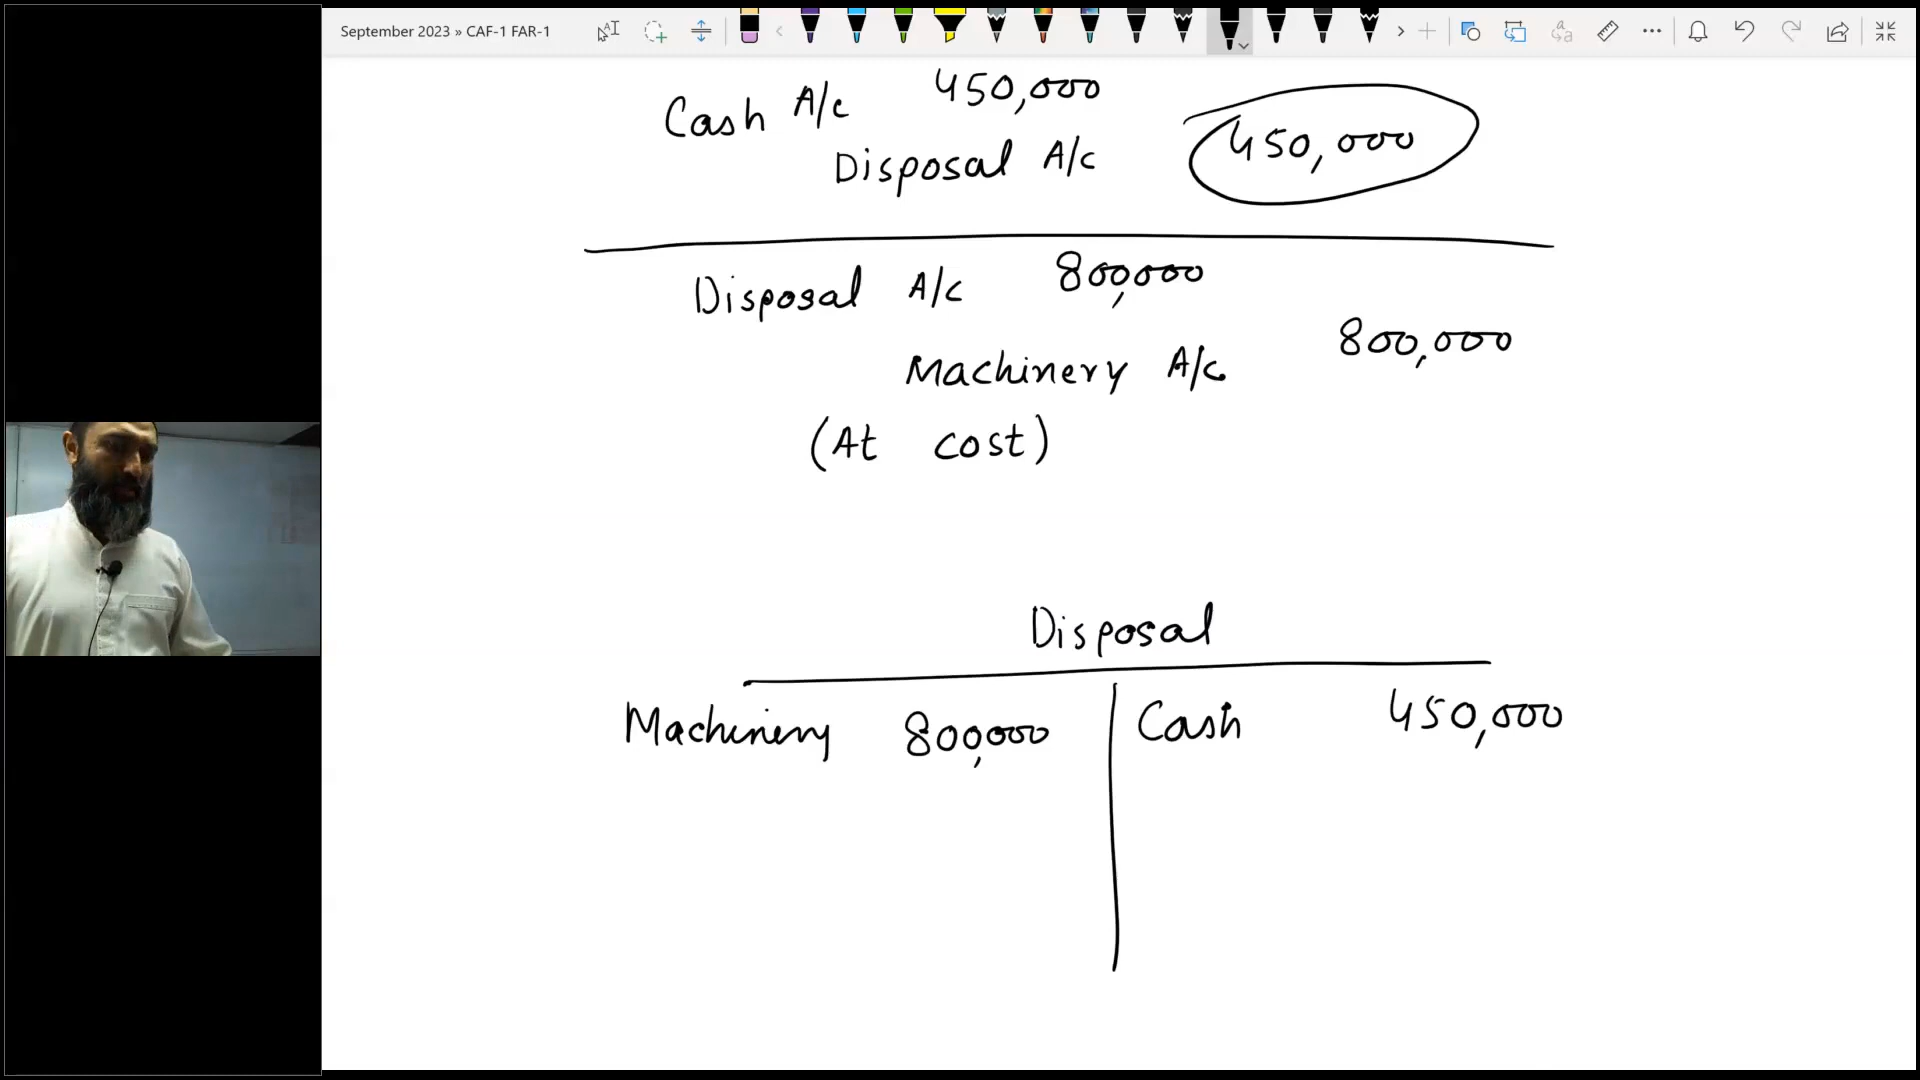 September 2023 » CAF-1 FAR-1
Cash A/c 450,000
Disposal A/c 450,000
Disposal A/c 800,000
Machinery A/c 800,000
(At cost)
Disposal
Machinery 800,000 Cash 450,000